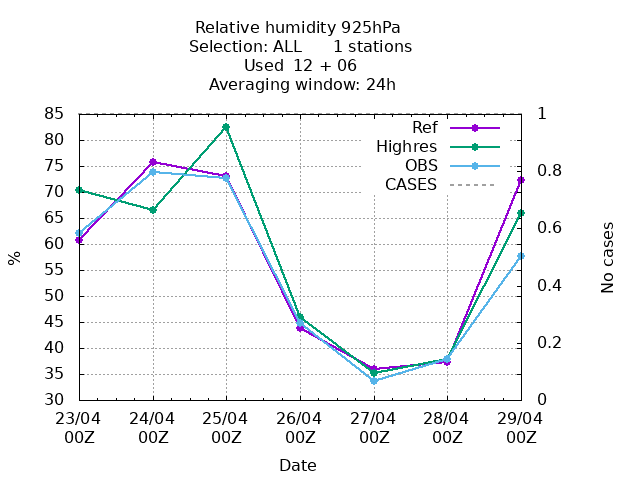 Relative humidity 925hPa
Selection: ALL 1 stations
Used 12 + 06
Averaging window: 24h
85
80
75
70
65
60
55
50
45
40
35
30
%
1
0.8
0.6
0.4
0.2
0
No cases
Ref
Highres
OBS
CASES
23/04 24/04 25/04 26/04 27/04 28/04 29/04
00Z 00Z 00Z 00Z 00Z 00Z 00Z
Date